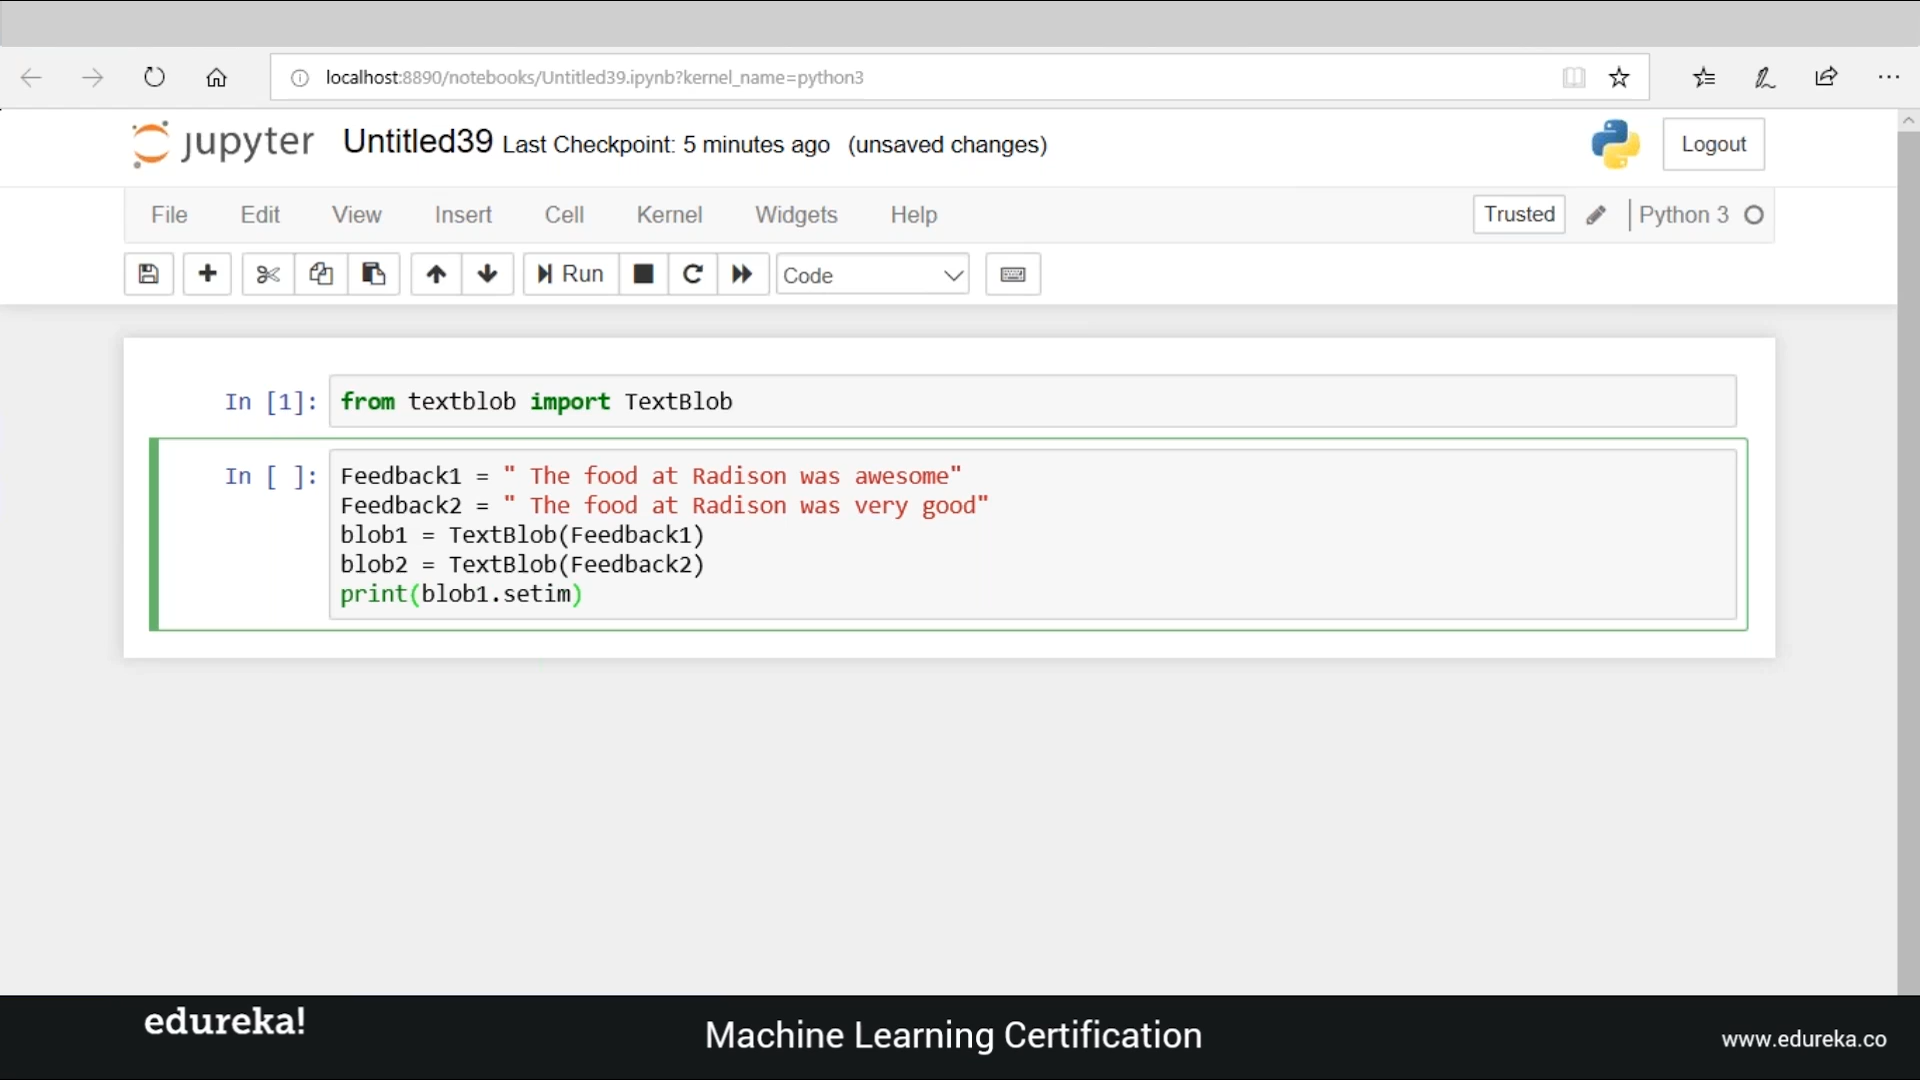 localhost:8890/notebooks/Untitled39.ipynb?kernel_name=python3
jupyter Untitled39 Last Checkpoint: 5 minutes ago (unsaved changes) Logout
File Edit View Insert Cell Kernel Widgets Help Trusted Python 3
Run Code
In [1]: from textblob import TextBlob
In [ ]: Feedback1 = " The food at Radison was awesome"
Feedback2 = " The food at Radison was very good"
blob1 = TextBlob(Feedback1)
blob2 = TextBlob(Feedback2)
print(blob1.setim)
edureka!
Machine Learning Certification
www.edureka.co